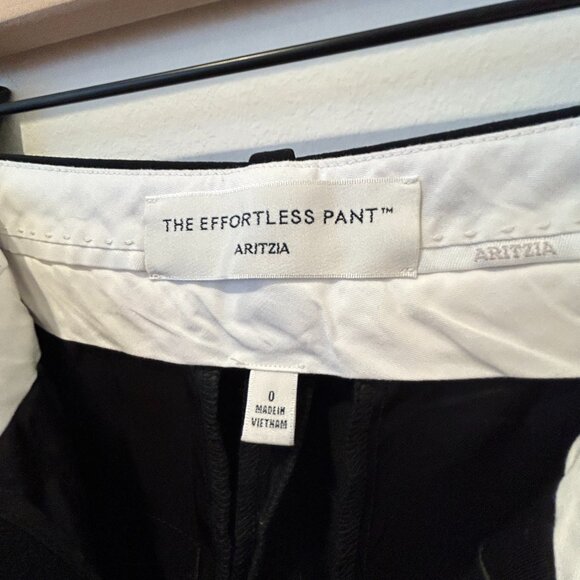 THE EFFORTLESS PANT™
ARITZIA
ARITZIA
0
MADE IN
VIETNAM